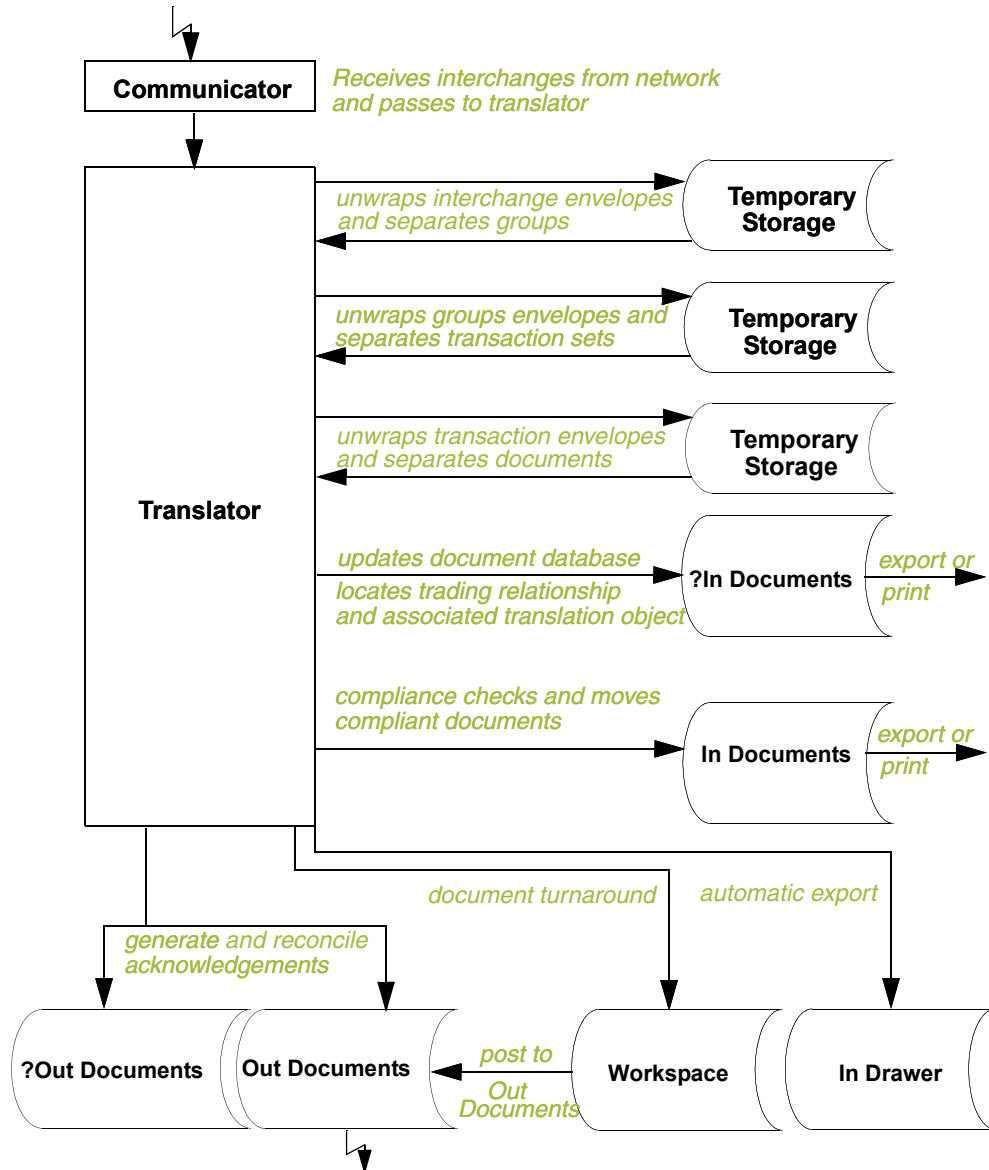 Communicator
Receives interchanges from network
and passes to translator
Translator
unwraps interchange envelopes
and separates groups
Temporary
Storage
unwraps groups envelopes and
separates transaction sets
Temporary
Storage
unwraps transaction envelopes
and separates documents
Temporary
Storage
updates document database
locates trading relationship
and associated translation object
?In Documents
export or
print
compliance checks and moves
compliant documents
In Documents
export or
print
document turnaround
automatic export
generate and reconcile
acknowledgements
?Out Documents
Out Documents
post to
Out
Documents
Workspace
In Drawer